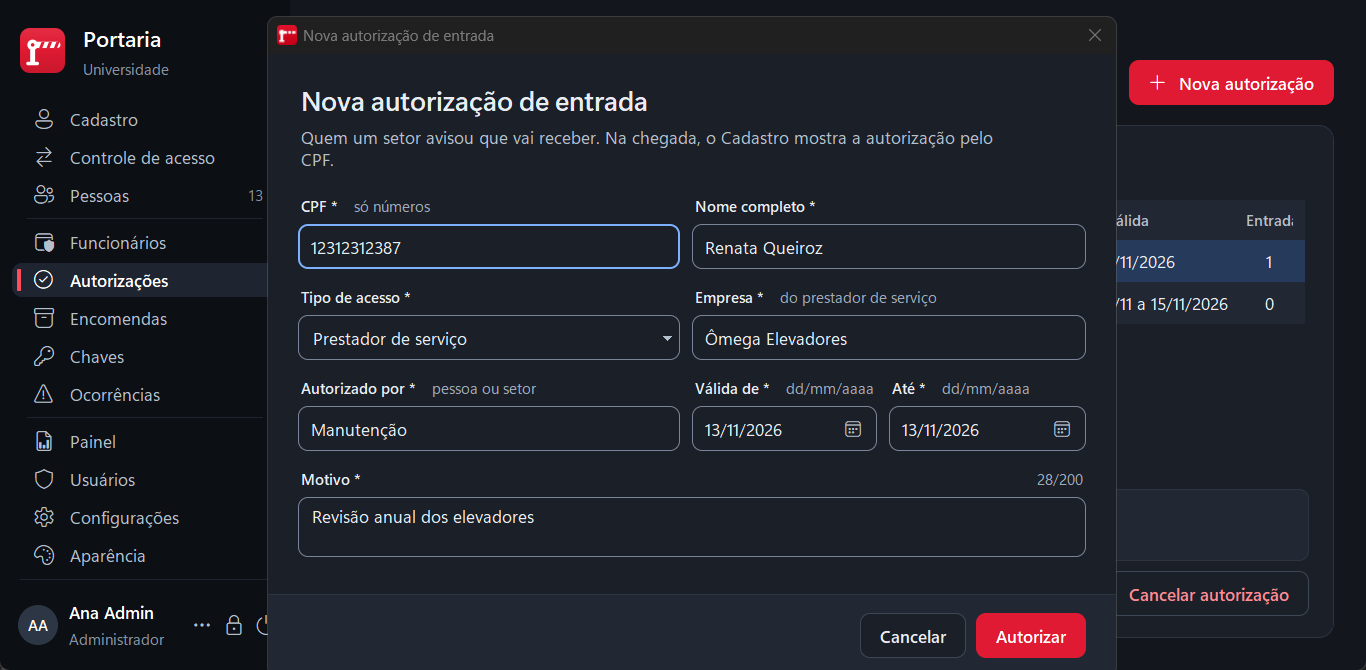 Portaria
Universidade
Cadastro
Controle de acesso
Pessoas 13
Funcionários
Autorizações
Encomendas
Chaves
Ocorrências
Painel
Usuários
Configurações
Aparência
AA
Ana Admin
Administrador
Nova autorização de entrada
Nova autorização de entrada
Quem um setor avisou que vai receber. Na chegada, o Cadastro mostra a autorização pelo
CPF.
CPF * só números
Nome completo *
12312312387
Renata Queiroz
Tipo de acesso *
Empresa * do prestador de serviço
Prestador de serviço
Ômega Elevadores
Autorizado por * pessoa ou setor
Válida de * dd/mm/aaaa
Até * dd/mm/aaaa
Manutenção
13/11/2026
13/11/2026
Motivo *
28/200
Revisão anual dos elevadores
Cancelar
Autorizar
+ Nova autorização
álida
Entrada
/11/2026 1
/11 a 15/11/2026 0
Cancelar autorização